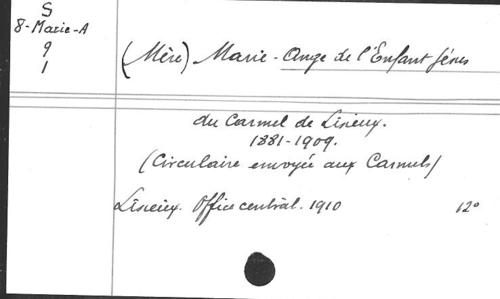 S
8-Marie-A
9
1
(Mère) Marie-Ange de l'Enfant Jésus
du Carmel de Lisieux.
1881-1909.
(Circulaire envoyée aux Carmels)
Lisieux. Office central. 1910 12°